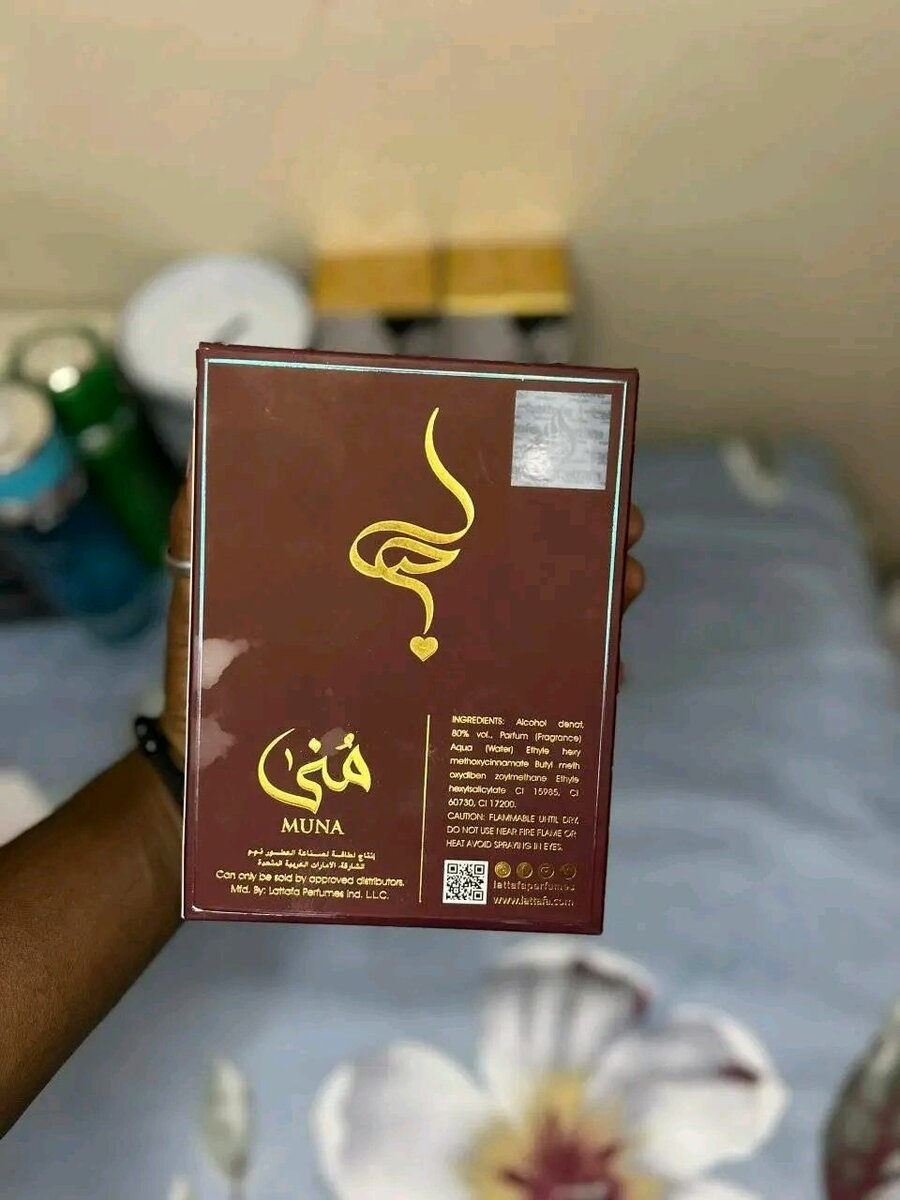 مُنى
MUNA
إنتاج لطافة لصناعة العطور ذ.م.م
الشارقة، الامارات العربية المتحدة
Can only be sold by approved distributors.
Mfd. By: Lattafa Perfumes Ind. L.L.C.
INGREDIENTS: Alcohol denat.
80% vol., Parfum (Fragrance)
Aqua (Water) Ethyle hexy
methoxycinnamate Butyl meth
oxydiben zoylmethane Ethyle
hexylsalicylate CI 15985, CI
60730, CI 17200.
CAUTION: FLAMMABLE UNTIL DRY.
DO NOT USE NEAR FIRE FLAME OR
HEAT AVOID SPRAYING IN EYES.
lattafaperfumes
www.lattafa.com